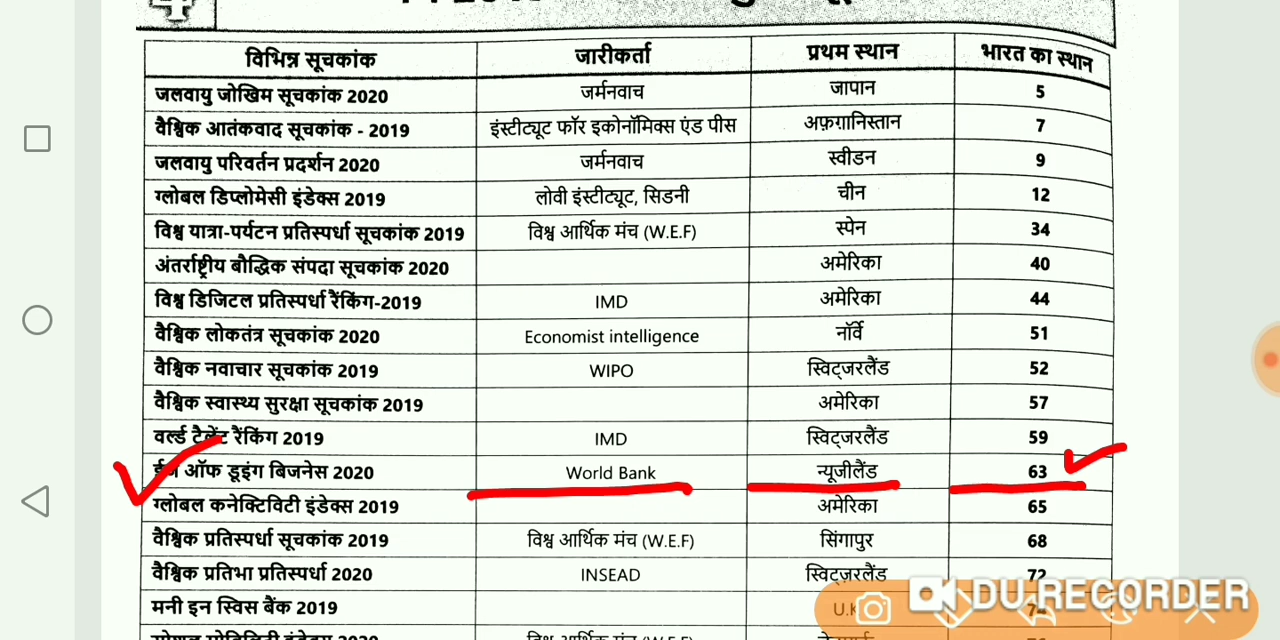 विभिन्न सूचकांक जारीकर्ता प्रथम स्थान भारत का स्थान
जलवायु जोखिम सूचकांक 2020 जर्मनवाच जापान 5
वैश्विक आतंकवाद सूचकांक - 2019 इंस्टीट्यूट फॉर इकोनॉमिक्स एंड पीस अफ़ग़ानिस्तान 7
जलवायु परिवर्तन प्रदर्शन 2020 जर्मनवाच स्वीडन 9
ग्लोबल डिप्लोमेसी इंडेक्स 2019 लोवी इंस्टीट्यूट, सिडनी चीन 12
विश्व यात्रा-पर्यटन प्रतिस्पर्धा सूचकांक 2019 विश्व आर्थिक मंच (W.E.F) स्पेन 34
अंतर्राष्ट्रीय बौद्धिक संपदा सूचकांक 2020 अमेरिका 40
विश्व डिजिटल प्रतिस्पर्धा रैंकिंग-2019 IMD अमेरिका 44
वैश्विक लोकतंत्र सूचकांक 2020 Economist intelligence नॉर्वे 51
वैश्विक नवाचार सूचकांक 2019 WIPO स्विट्जरलैंड 52
वैश्विक स्वास्थ्य सुरक्षा सूचकांक 2019 अमेरिका 57
वर्ल्ड टैलेंट रैंकिंग 2019 IMD स्विट्जरलैंड 59
ईज ऑफ डूइंग बिजनेस 2020 World Bank न्यूजीलैंड 63
ग्लोबल कनेक्टिविटी इंडेक्स 2019 अमेरिका 65
वैश्विक प्रतिस्पर्धा सूचकांक 2019 विश्व आर्थिक मंच (W.E.F) सिंगापुर 68
वैश्विक प्रतिभा प्रतिस्पर्धा 2020 INSEAD स्विट्ज़रलैंड 72
DU RECORDER
मनी इन स्विस बैंक 2019 U.K